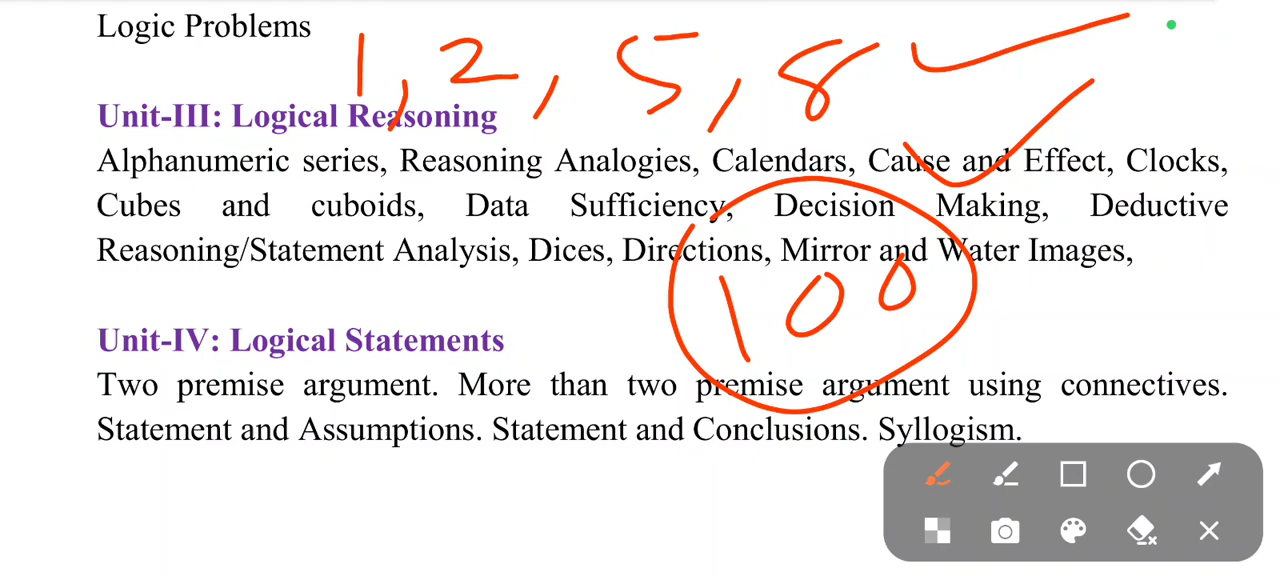 Logic Problems
1, 2, 5, 8
Unit-III: Logical Reasoning
Alphanumeric series, Reasoning Analogies, Calendars, Cause and Effect, Clocks,
Cubes and cuboids, Data Sufficiency, Decision Making, Deductive
Reasoning/Statement Analysis, Dices, Directions, Mirror and Water Images,
100
Unit-IV: Logical Statements
Two premise argument. More than two premise argument using connectives.
Statement and Assumptions. Statement and Conclusions. Syllogism.